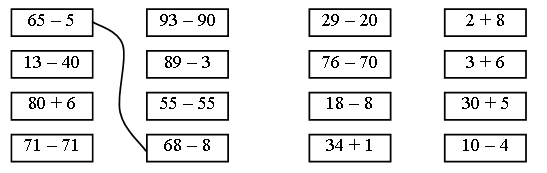 65 – 5 93 – 90 29 – 20 2 + 8
13 – 40 89 – 3 76 – 70 3 + 6
80 + 6 55 – 55 18 – 8 30 + 5
71 – 71 68 – 8 34 + 1 10 – 4